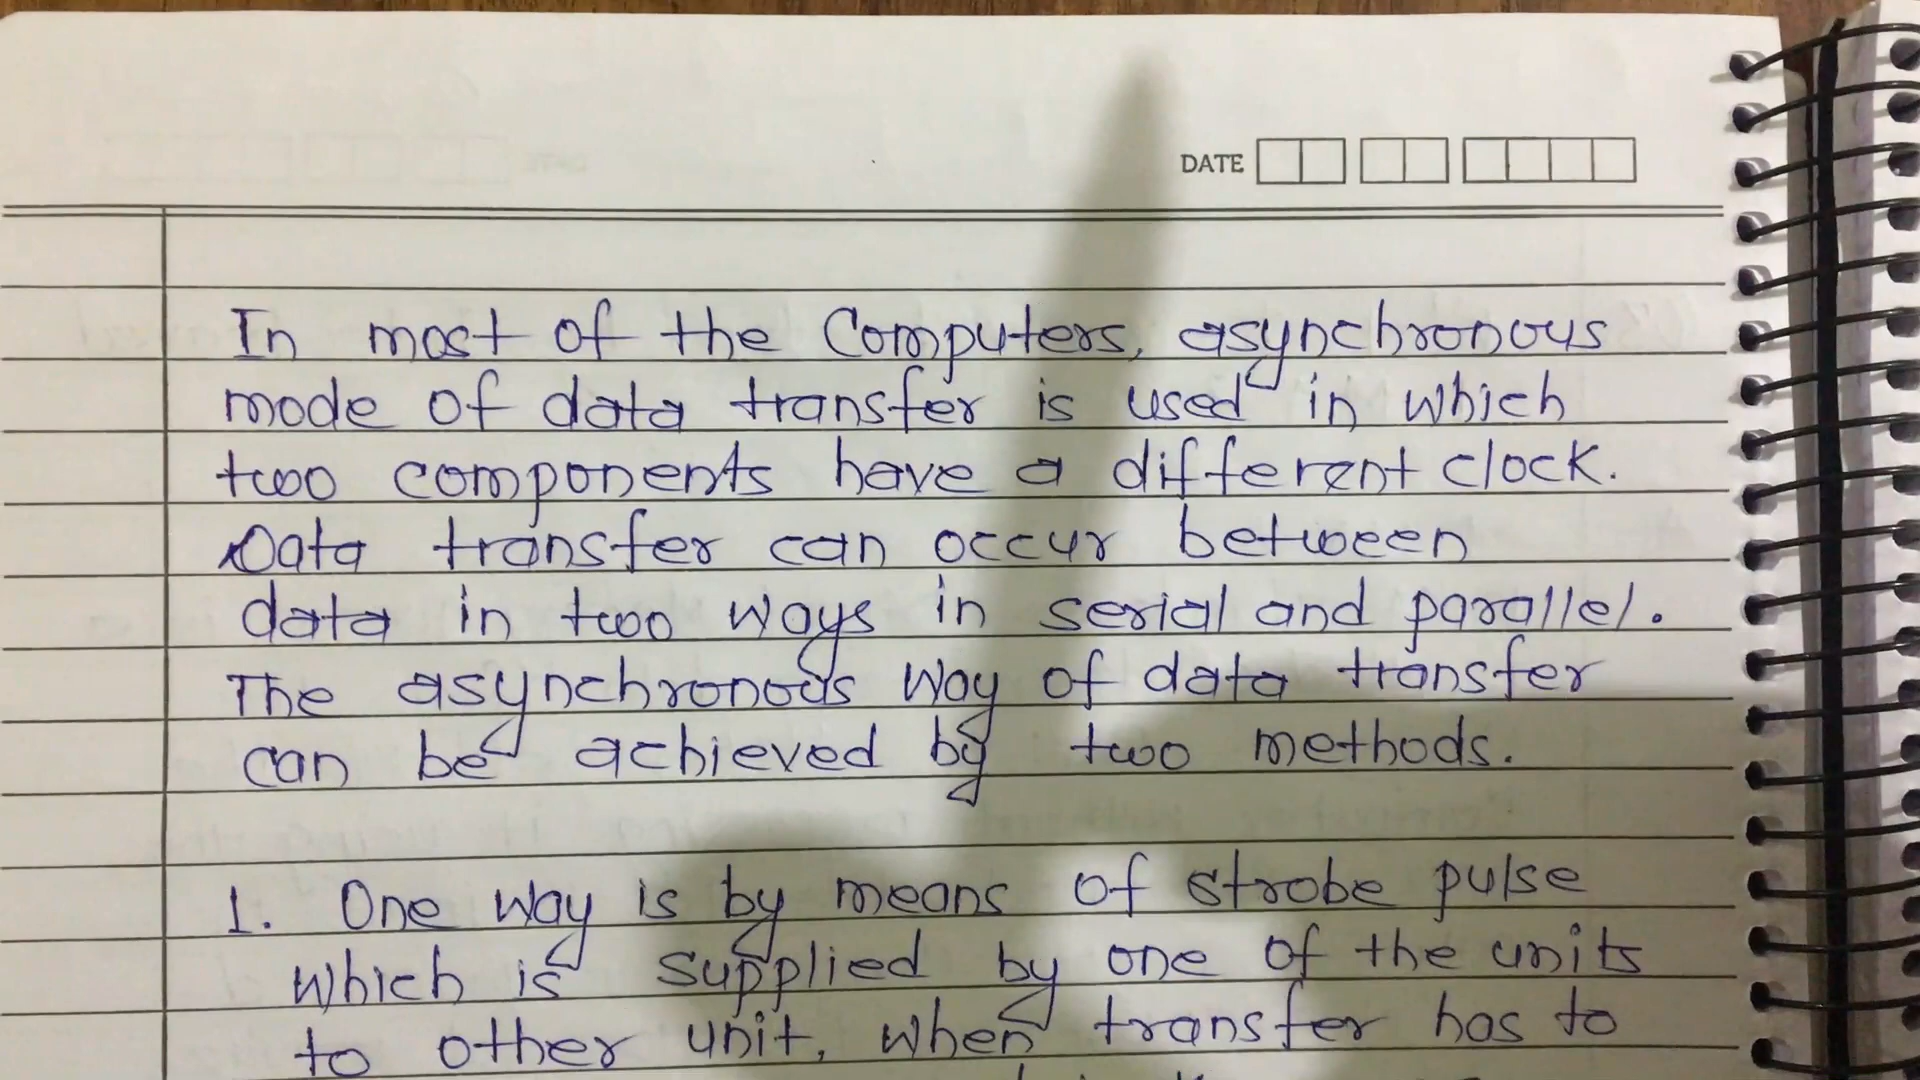 DATE
In most of the Computers, asynchronous
mode of data transfer is used in which
two components have a different clock.
Data transfer can occur between
data in two ways in serial and parallel.
The asynchronous way of data transfer
can be achieved by two methods.
1. One way is by means of strobe pulse
which is supplied by one of the units
to other unit, when transfer has to